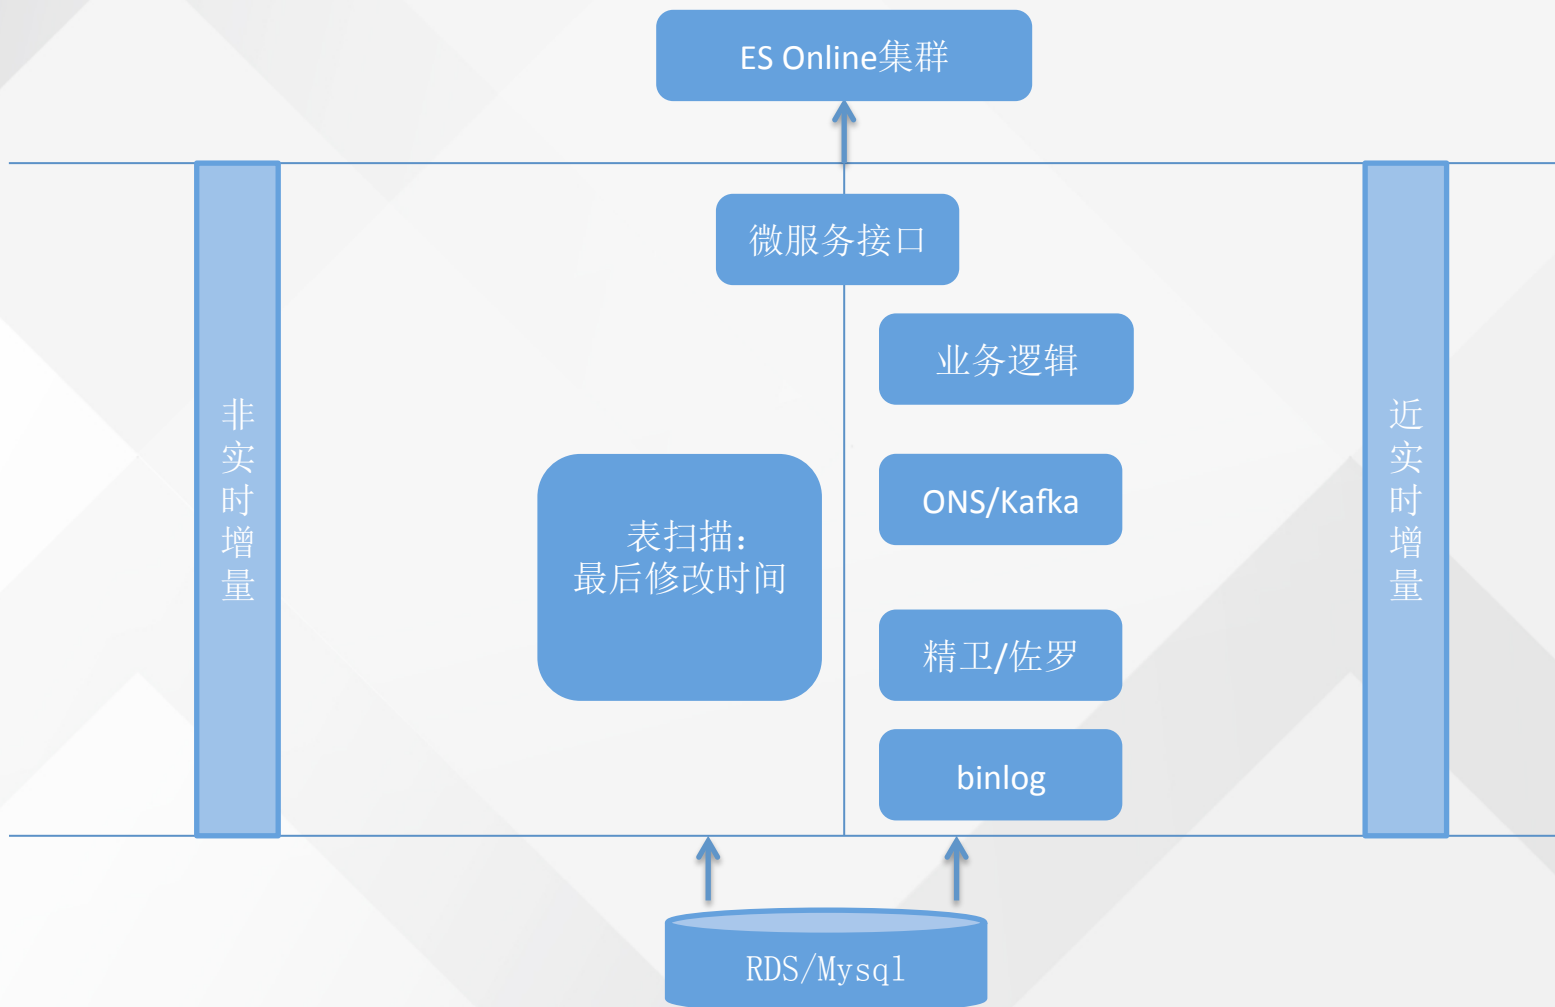 ES Online集群
微服务接口
业务逻辑
非实时增量
近实时增量
ONS/Kafka
表扫描：
最后修改时间
精卫/佐罗
binlog
RDS/Mysql